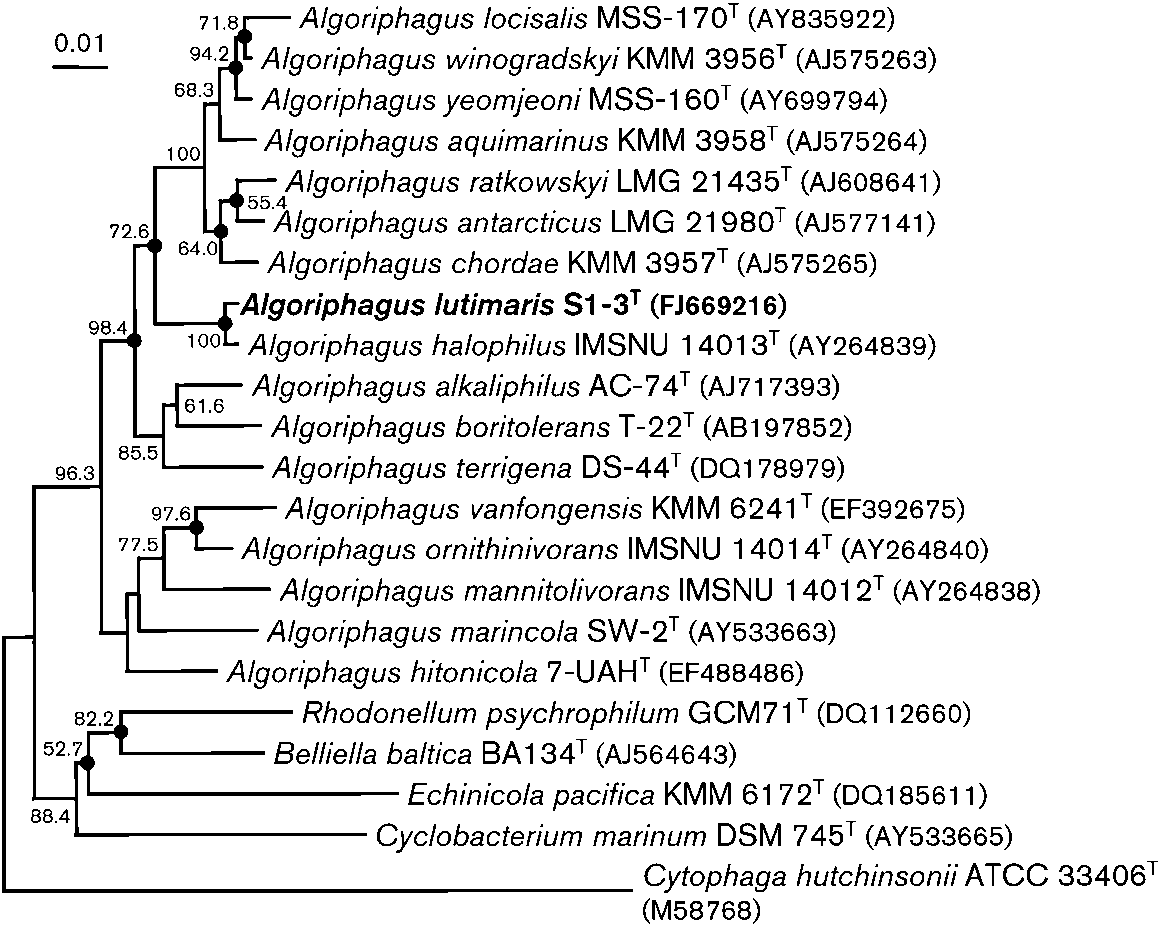 71.8
Algoriphagus locisalis MSS-170ᵀ (AY835922)
0.01
94.2
Algoriphagus winogradskyi KMM 3956ᵀ (AJ575263)
68.3
Algoriphagus yeomjeoni MSS-160ᵀ (AY699794)
Algoriphagus aquimarinus KMM 3958ᵀ (AJ575264)
100
Algoriphagus ratkowskyi LMG 21435ᵀ (AJ608641)
55.4
Algoriphagus antarcticus LMG 21980ᵀ (AJ577141)
72.6
64.0
Algoriphagus chordae KMM 3957ᵀ (AJ575265)
Algoriphagus lutimaris S1-3ᵀ (FJ669216)
98.4
100
Algoriphagus halophilus IMSNU 14013ᵀ (AY264839)
Algoriphagus alkaliphilus AC-74ᵀ (AJ717393)
61.6
Algoriphagus boritolerans T-22ᵀ (AB197852)
85.5
Algoriphagus terrigena DS-44ᵀ (DQ178979)
96.3
Algoriphagus vanfongensis KMM 6241ᵀ (EF392675)
97.6
77.5
Algoriphagus ornithinivorans IMSNU 14014ᵀ (AY264840)
Algoriphagus mannitolivorans IMSNU 14012ᵀ (AY264838)
Algoriphagus marincola SW-2ᵀ (AY533663)
Algoriphagus hitonicola 7-UAHᵀ (EF488486)
82.2
Rhodonellum psychrophilum GCM71ᵀ (DQ112660)
52.7
Belliella baltica BA134ᵀ (AJ564643)
Echinicola pacifica KMM 6172ᵀ (DQ185611)
88.4
Cyclobacterium marinum DSM 745ᵀ (AY533665)
Cytophaga hutchinsonii ATCC 33406ᵀ
(M58768)